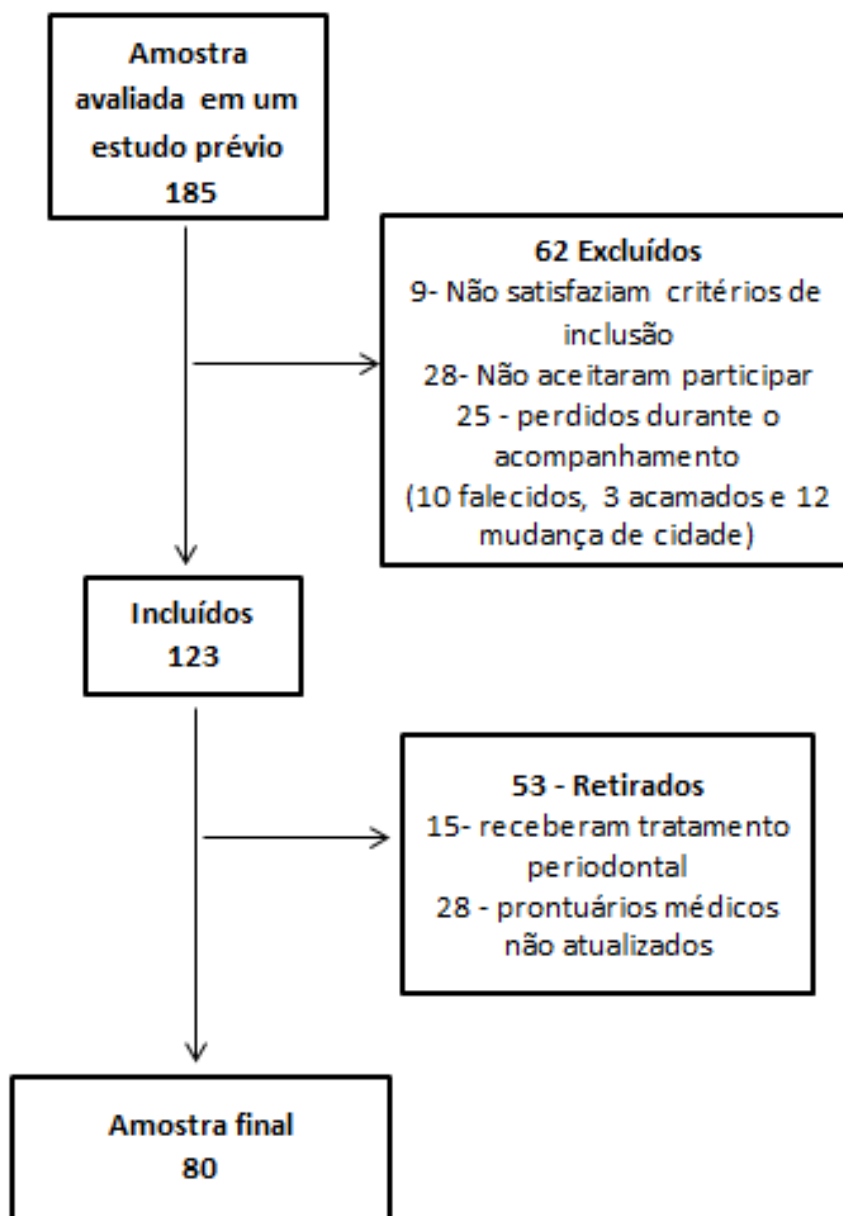 Amostra
avaliada em um
estudo prévio
185
62 Excluídos
9- Não satisfaziam critérios de
inclusão
28- Não aceitaram participar
25 - perdidos durante o
acompanhamento
(10 falecidos, 3 acamados e 12
mudança de cidade)
Incluídos
123
53 - Retirados
15- receberam tratamento
periodontal
28 - prontuários médicos
não atualizados
Amostra final
80